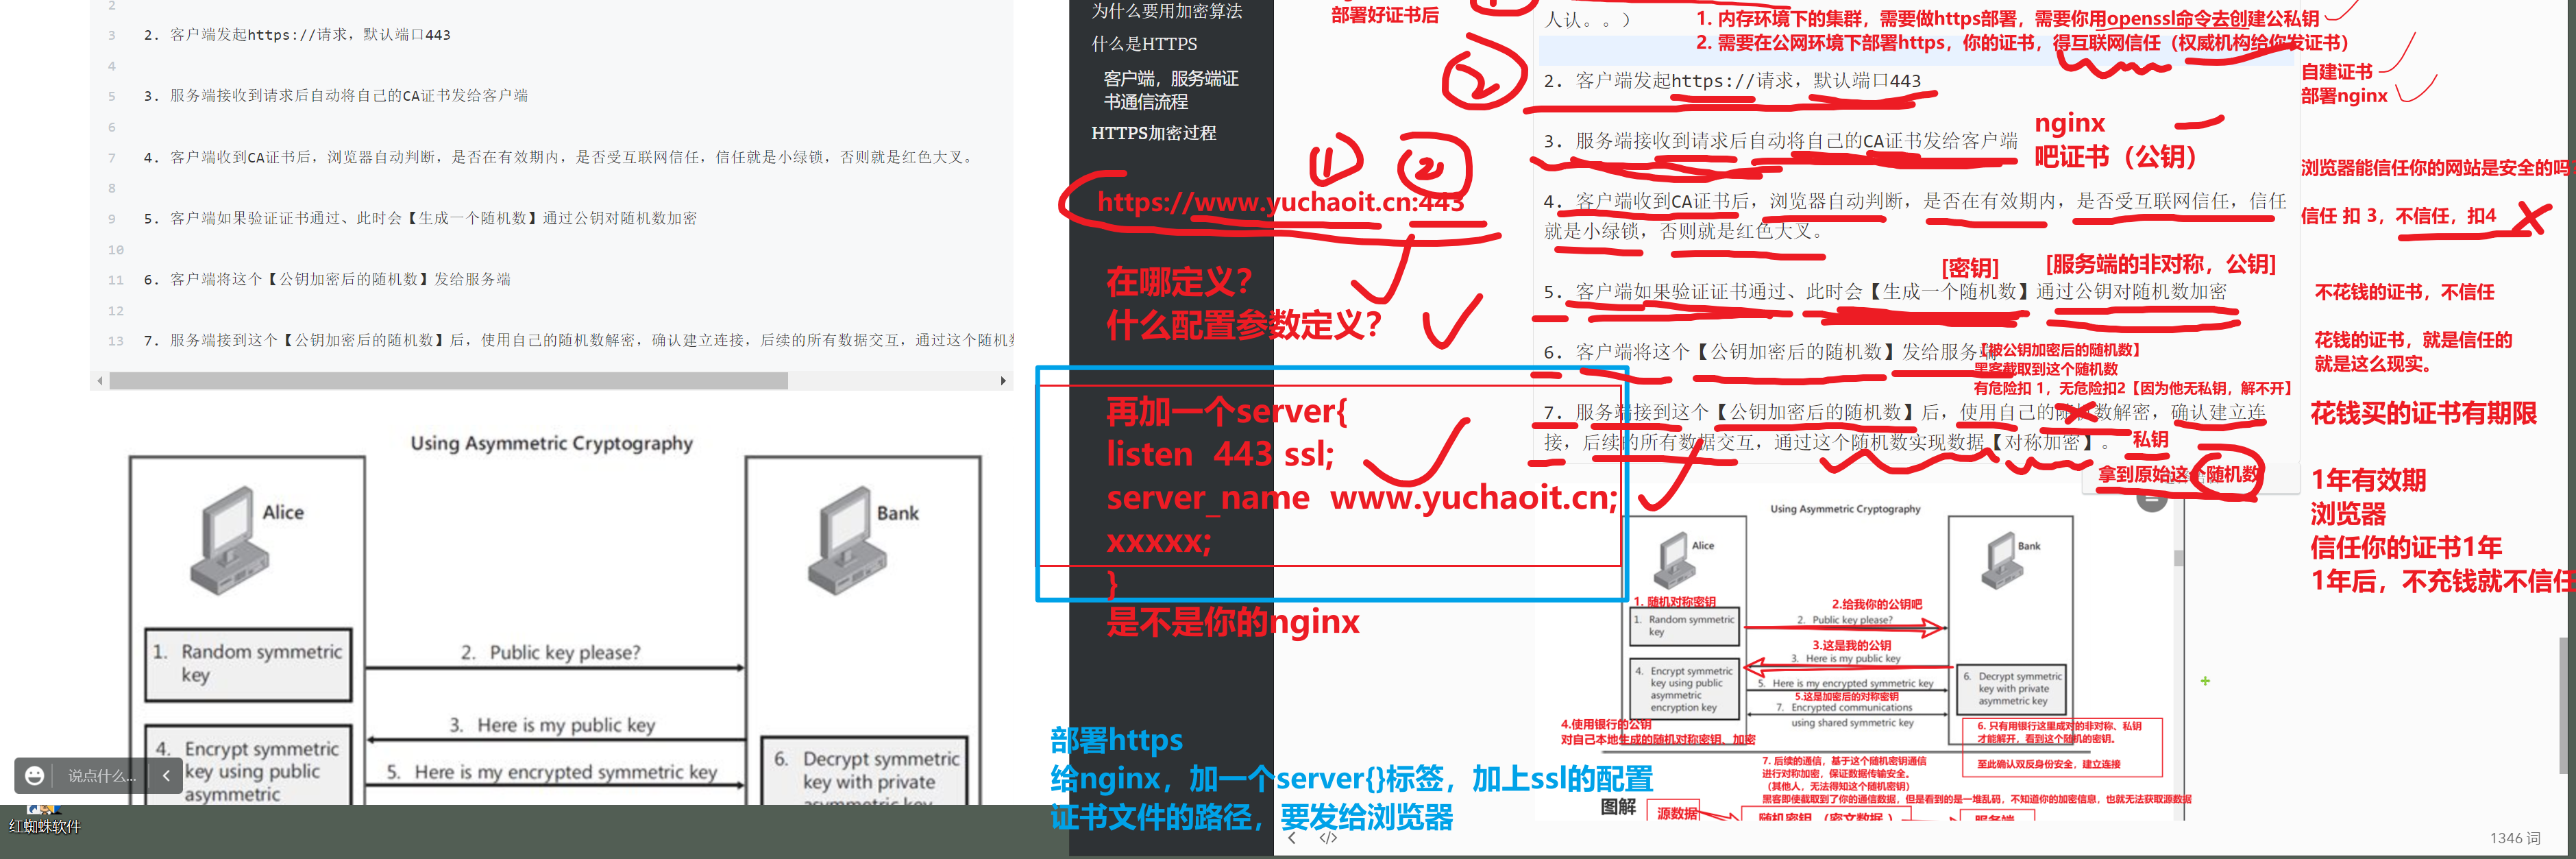 2
3 2. 客户端发起https://请求，默认端口443
4
5 3. 服务端接收到请求后自动将自己的CA证书发给客户端
6
7 4. 客户端收到CA证书后，浏览器自动判断，是否在有效期内，是否受互联网信任，信任就是小绿锁，否则就是红色大叉。
8
9 5. 客户端如果验证证书通过、此时会【生成一个随机数】通过公钥对随机数加密
10
11 6. 客户端将这个【公钥加密后的随机数】发给服务端
12
13 7. 服务端接到这个【公钥加密后的随机数】后，使用自己的随机数解密，确认建立连接，后续的所有数据交互，通过这个随机数
Using Asymmetric Cryptography
Alice
Bank
1. Random symmetric
key
2. Public key please?
3. Here is my public key
4. Encrypt symmetric
key using public
asymmetric
5. Here is my encrypted symmetric key
6. Decrypt symmetric
key with private
asymmetric key
说点什么...
红蜘蛛软件
为什么要用加密算法
什么是HTTPS
客户端，服务端证
书通信流程
HTTPS加密过程
部署好证书后
① ②
https://www.yuchaoit.cn:443
在哪定义?
什么配置参数定义?
再加一个server{
listen 443 ssl;
server_name www.yuchaoit.cn;
xxxxx;
}
是不是你的nginx
部署https
给nginx，加一个server{}标签，加上ssl的配置
证书文件的路径，要发给浏览器
人认。。）
1. 内存环境下的集群，需要做https部署，需要你用openssl命令去创建公私钥
2. 需要在公网环境下部署https，你的证书，得互联网信任（权威机构给你发证书）
自建证书
部署nginx
②
2. 客户端发起https://请求，默认端口443
nginx
吧证书（公钥）
3. 服务端接收到请求后自动将自己的CA证书发给客户端
浏览器能信任你的网站是安全的吗
4. 客户端收到CA证书后，浏览器自动判断，是否在有效期内，是否受互联网信任，信任
就是小绿锁，否则就是红色大叉。
信任 扣 3，不信任，扣4
[密钥]
[服务端的非对称，公钥]
5. 客户端如果验证证书通过、此时会【生成一个随机数】通过公钥对随机数加密
不花钱的证书，不信任
花钱的证书，就是信任的
就是这么现实。
6. 客户端将这个【公钥加密后的随机数】发给服务端
【被公钥加密后的随机数】
黑客截取到这个随机数
有危险扣 1，无危险扣2【因为他无私钥，解不开】
7. 服务端接到这个【公钥加密后的随机数】后，使用自己的随机数解密，确认建立连
接，后续的所有数据交互，通过这个随机数实现数据【对称加密】。
私钥
拿到原始这个随机数
花钱买的证书有期限
1年有效期
浏览器
信任你的证书1年
1年后，不充钱就不信任
Using Asymmetric Cryptography
Alice
Bank
1. 随机对称密钥
1. Random symmetric
key
2.给我你的公钥吧
2. Public key please?
3.这是我的公钥
3. Here is my public key
4. Encrypt symmetric
key using public
asymmetric
encryption key
5. Here is my encrypted symmetric key
5.这是加密后的对称密钥
6. Decrypt symmetric
key with private
asymmetric key
7. Encrypted communications
using shared symmetric key
4.使用银行的公钥
对自己本地生成的随机对称密钥、加密
6. 只有用银行这里成对的非对称、私钥
才能解开，看到这个随机的密钥。
至此确认双反身份安全，建立连接
7. 后续的通信，基于这个随机密钥通信
进行对称加密，保证数据传输安全。
（其他人，无法得知这个随机密钥）
黑客即使截取到了你的通信数据，但是看到的是一堆乱码，不知道你的加密信息，也就无法获取源数据
图解
源数据
随机密钥 （密文数据 ）
服务端
1346 词